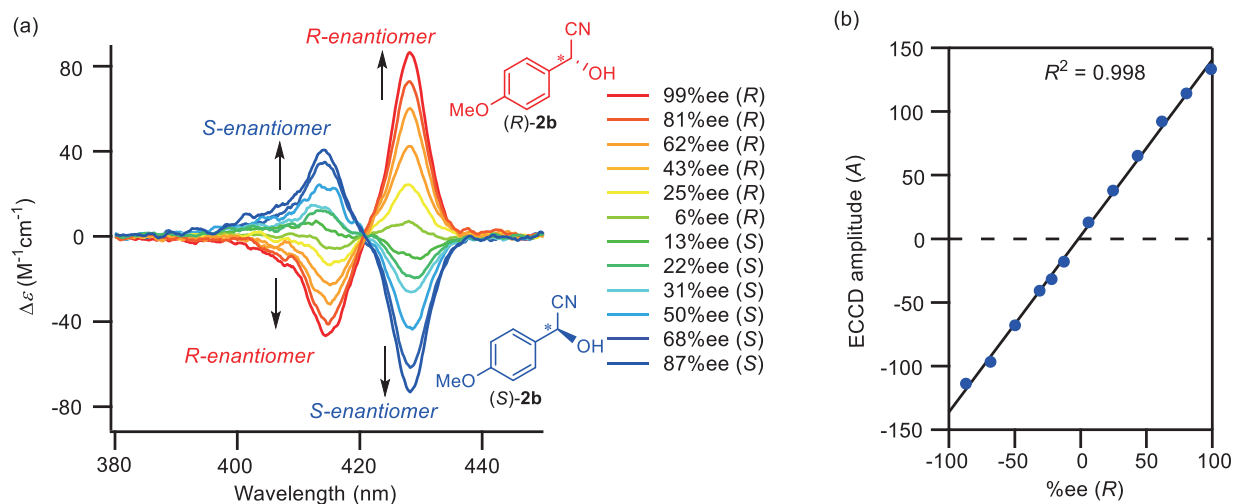 (a)
80
40
0
-40
-80
Δε (M⁻¹cm⁻¹)
380
400
420
440
Wavelength (nm)
R-enantiomer
S-enantiomer
R-enantiomer
S-enantiomer
CN
*
OH
MeO
(R)-2b
CN
*
OH
MeO
(S)-2b
99%ee (R)
81%ee (R)
62%ee (R)
43%ee (R)
25%ee (R)
6%ee (R)
13%ee (S)
22%ee (S)
31%ee (S)
50%ee (S)
68%ee (S)
87%ee (S)
(b)
150
100
50
0
-50
-100
-150
ECCD amplitude (A)
R² = 0.998
-100
-50
0
50
100
%ee (R)